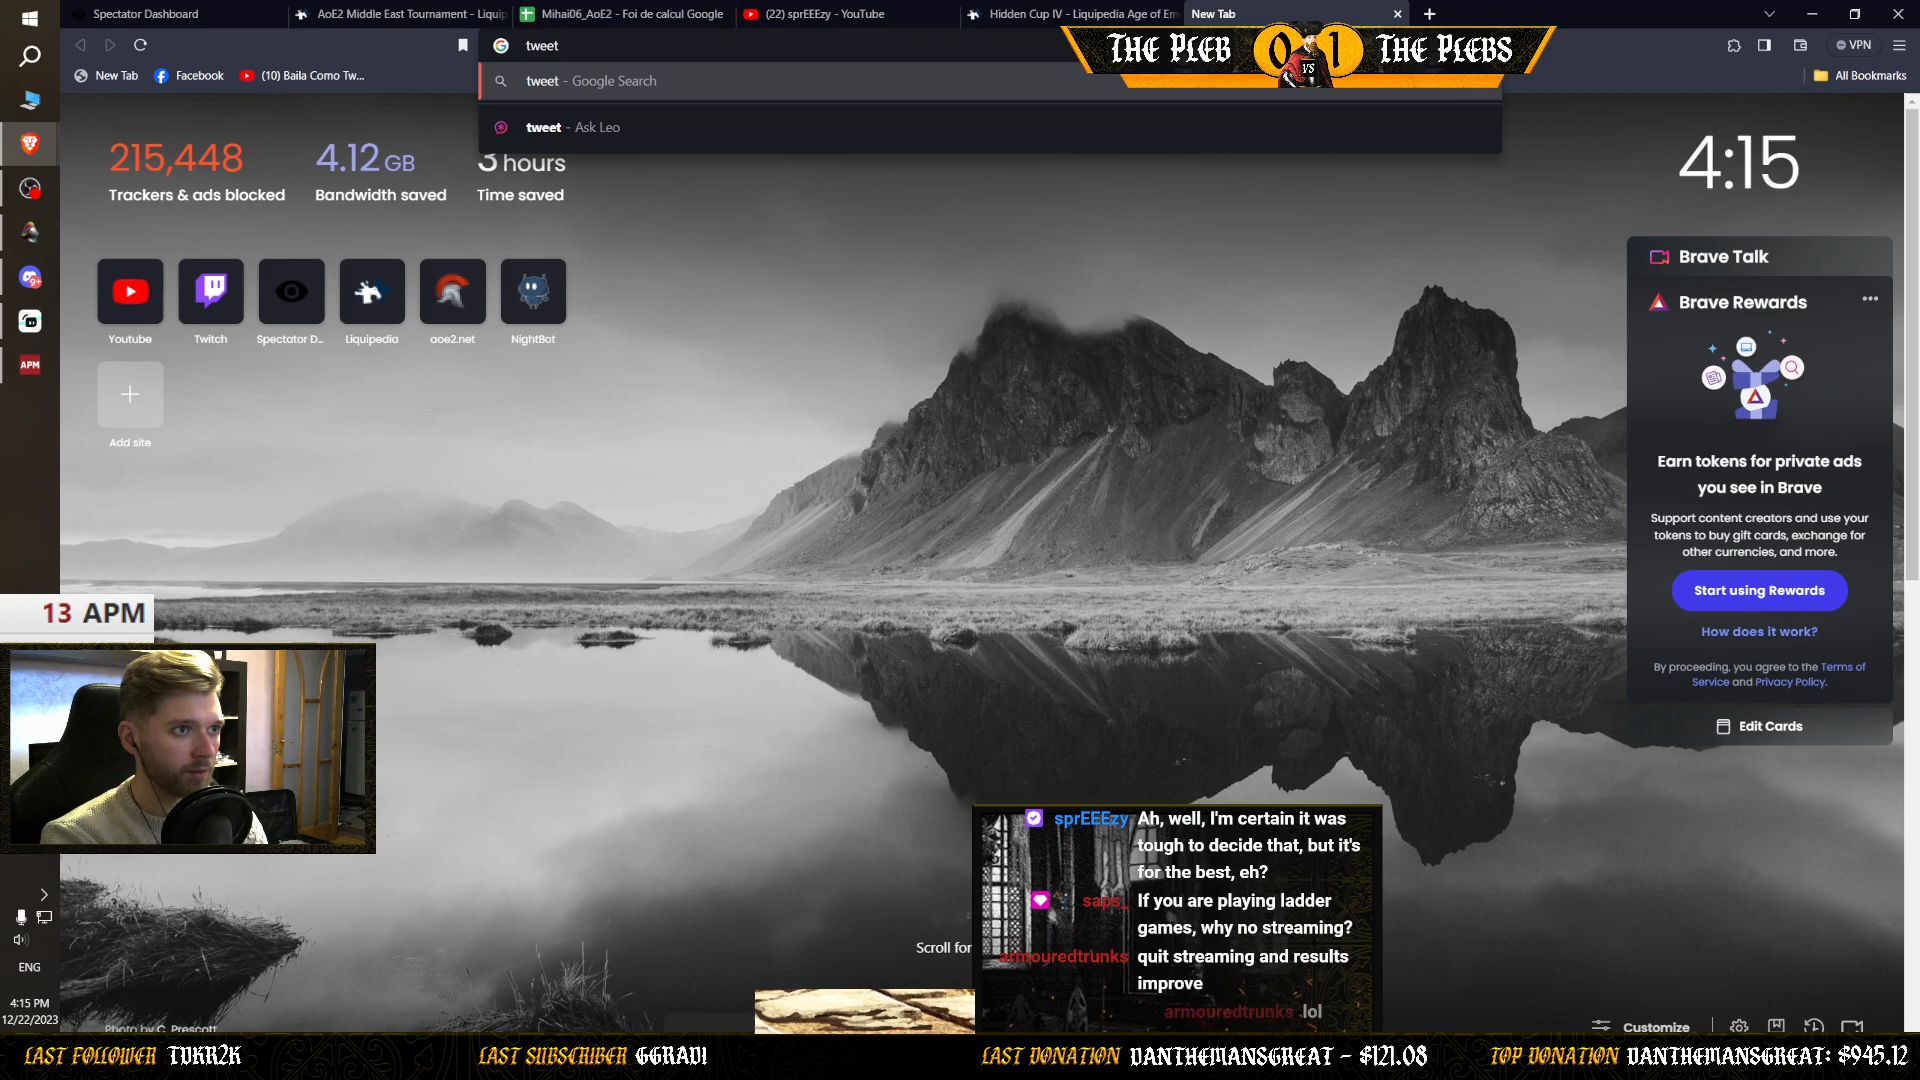 Spectator Dashboard
AoE2 Middle East Tournament - Liquip
Mihai06_AoE2 - Foi de calcul Google
(22) sprEEEzy - YouTube
Hidden Cup IV - Liquipedia Age of Em
New Tab
tweet
THE PLEB 0 VS 1 THE PLEBS
VPN
New Tab
Facebook
(10) Baila Como Tw...
All Bookmarks
tweet - Google Search
tweet - Ask Leo
215,448
Trackers & ads blocked
4.12 GB
Bandwidth saved
3 hours
Time saved
4:15
Youtube
Twitch
Spectator D...
Liquipedia
aoe2.net
NightBot
Add site
Brave Talk
Brave Rewards
Earn tokens for private ads
you see in Brave
Support content creators and use your
tokens to buy gift cards, exchange for
other currencies, and more.
Start using Rewards
How does it work?
By proceeding, you agree to the Terms of
Service and Privacy Policy.
Edit Cards
APM
9+
13 APM
sprEEEzy Ah, well, I'm certain it was
tough to decide that, but it's
for the best, eh?
saps_ If you are playing ladder
games, why no streaming?
armouredtrunks quit streaming and results
improve
armouredtrunks lol
Scroll for
ENG
4:15 PM
12/22/2023
Photo by C. Prescott
Customize
LAST FOLLOWER TDKR2K
LAST SUBSCRIBER GGRADI
LAST DONATION DANTHEMANSGREAT - $121.08
TOP DONATION DANTHEMANSGREAT: $945.12